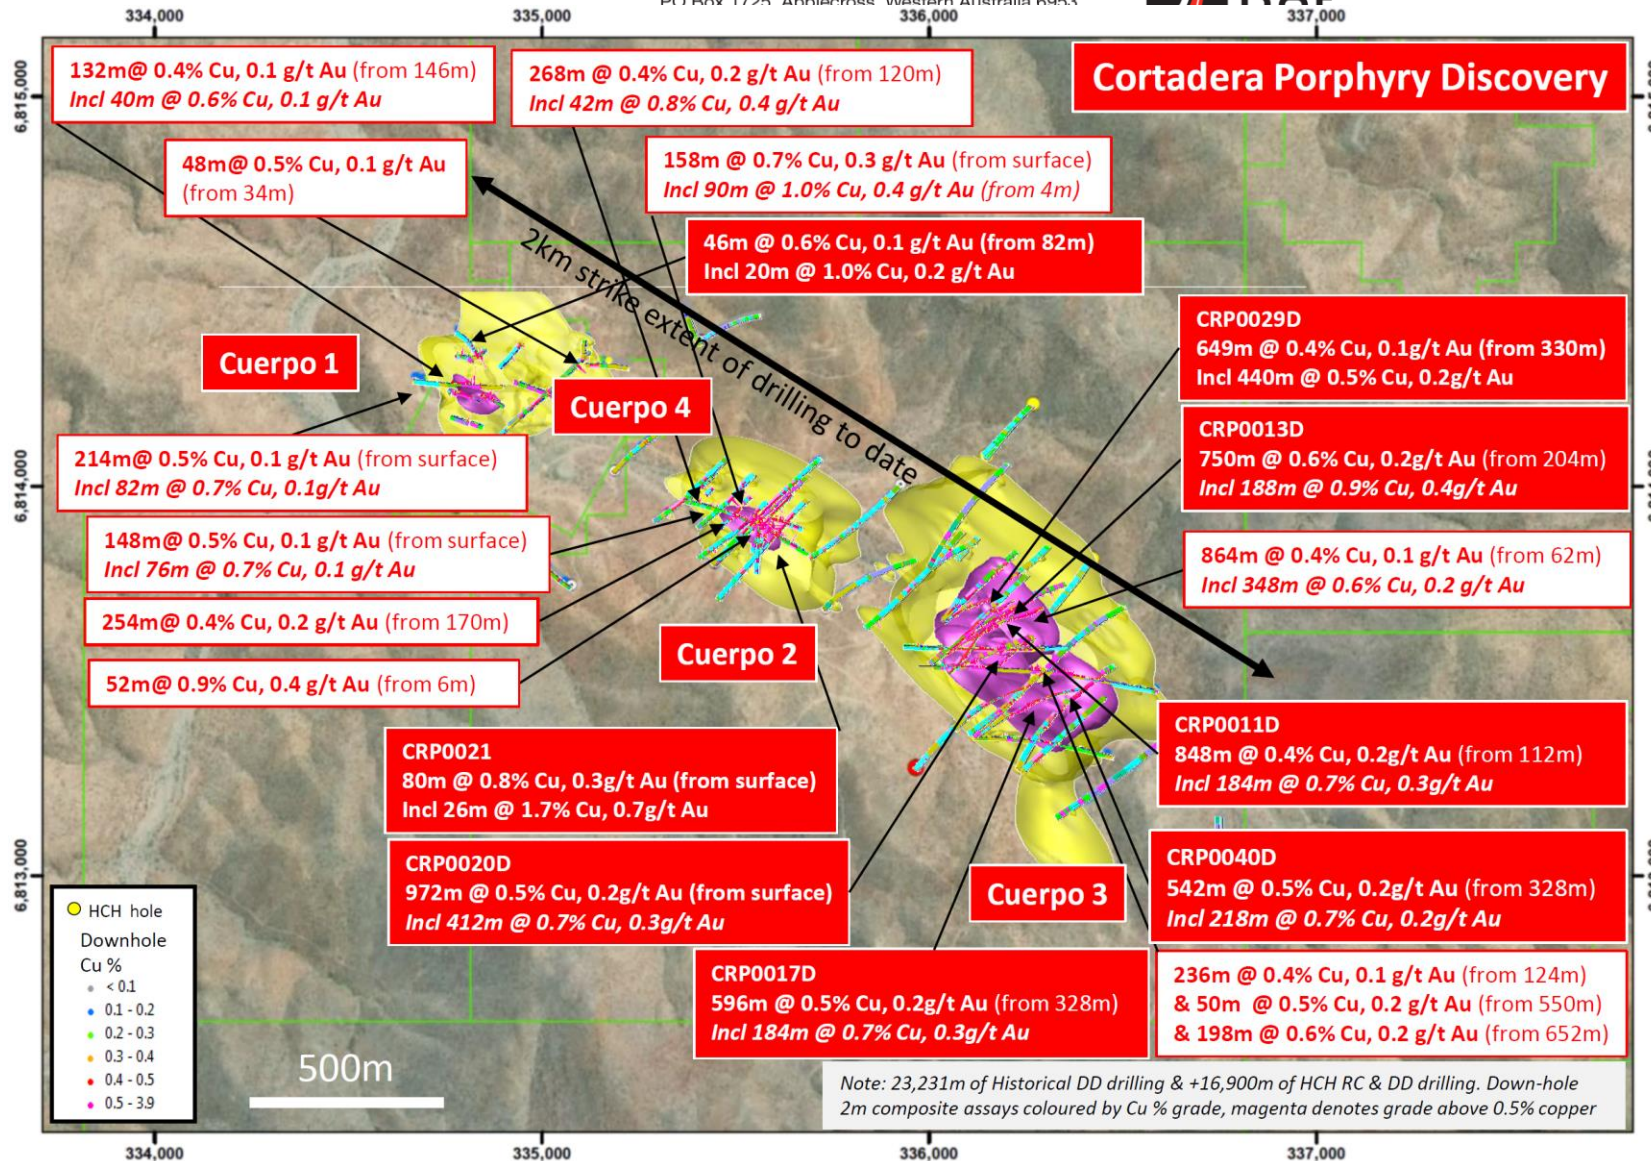 PO Box 1725, Applecross, Western Australia 6953
334,000
335,000
336,000
337,000
6,815,000
6,814,000
6,813,000
Cortadera Porphyry Discovery
132m@ 0.4% Cu, 0.1 g/t Au (from 146m)
Incl 40m @ 0.6% Cu, 0.1 g/t Au
268m @ 0.4% Cu, 0.2 g/t Au (from 120m)
Incl 42m @ 0.8% Cu, 0.4 g/t Au
48m@ 0.5% Cu, 0.1 g/t Au
(from 34m)
158m @ 0.7% Cu, 0.3 g/t Au (from surface)
Incl 90m @ 1.0% Cu, 0.4 g/t Au (from 4m)
46m @ 0.6% Cu, 0.1 g/t Au (from 82m)
Incl 20m @ 1.0% Cu, 0.2 g/t Au
2km strike extent of drilling to date
Cuerpo 1
Cuerpo 4
CRP0029D
649m @ 0.4% Cu, 0.1g/t Au (from 330m)
Incl 440m @ 0.5% Cu, 0.2g/t Au
CRP0013D
750m @ 0.6% Cu, 0.2g/t Au (from 204m)
Incl 188m @ 0.9% Cu, 0.4g/t Au
214m@ 0.5% Cu, 0.1 g/t Au (from surface)
Incl 82m @ 0.7% Cu, 0.1g/t Au
148m@ 0.5% Cu, 0.1 g/t Au (from surface)
Incl 76m @ 0.7% Cu, 0.1 g/t Au
864m @ 0.4% Cu, 0.1 g/t Au (from 62m)
Incl 348m @ 0.6% Cu, 0.2 g/t Au
254m@ 0.4% Cu, 0.2 g/t Au (from 170m)
Cuerpo 2
52m@ 0.9% Cu, 0.4 g/t Au (from 6m)
CRP0021
80m @ 0.8% Cu, 0.3g/t Au (from surface)
Incl 26m @ 1.7% Cu, 0.7g/t Au
CRP0011D
848m @ 0.4% Cu, 0.2g/t Au (from 112m)
Incl 184m @ 0.7% Cu, 0.3g/t Au
CRP0020D
972m @ 0.5% Cu, 0.2g/t Au (from surface)
Incl 412m @ 0.7% Cu, 0.3g/t Au
Cuerpo 3
CRP0040D
542m @ 0.5% Cu, 0.2g/t Au (from 328m)
Incl 218m @ 0.7% Cu, 0.2g/t Au
CRP0017D
596m @ 0.5% Cu, 0.2g/t Au (from 328m)
Incl 184m @ 0.7% Cu, 0.3g/t Au
236m @ 0.4% Cu, 0.1 g/t Au (from 124m)
& 50m @ 0.5% Cu, 0.2 g/t Au (from 550m)
& 198m @ 0.6% Cu, 0.2 g/t Au (from 652m)
HCH hole
Downhole
Cu %
< 0.1
0.1 - 0.2
0.2 - 0.3
0.3 - 0.4
0.4 - 0.5
0.5 - 3.9
500m
Note: 23,231m of Historical DD drilling & +16,900m of HCH RC & DD drilling. Down-hole
2m composite assays coloured by Cu % grade, magenta denotes grade above 0.5% copper
334,000
335,000
336,000
337,000